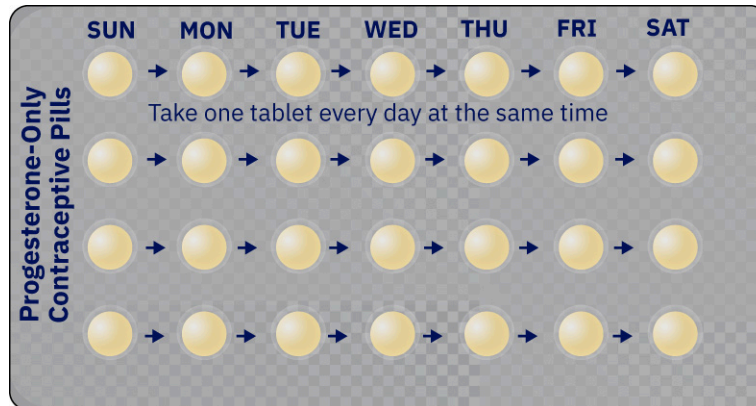 SUN MON TUE WED THU FRI SAT
Take one tablet every day at the same time
Progesterone-Only
Contraceptive Pills